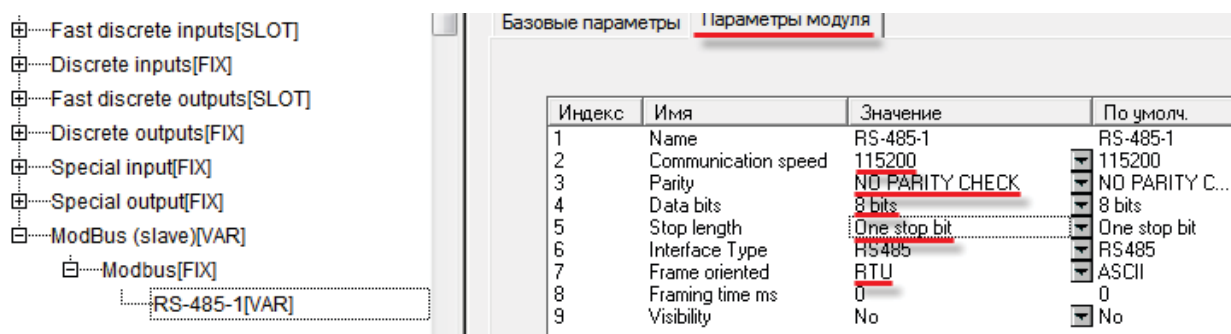 Fast discrete inputs[SLOT]
Discrete inputs[FIX]
Fast discrete outputs[SLOT]
Discrete outputs[FIX]
Special input[FIX]
Special output[FIX]
ModBus (slave)[VAR]
Modbus[FIX]
RS-485-1[VAR]
Базовые параметры Параметры модуля
Индекс Имя Значение По умолч.
1 Name RS-485-1 RS-485-1
2 Communication speed 115200 115200
3 Parity NO PARITY CHECK NO PARITY C...
4 Data bits 8 bits 8 bits
5 Stop length One stop bit One stop bit
6 Interface Type RS485 RS485
7 Frame oriented RTU ASCII
8 Framing time ms 0 0
9 Visibility No No